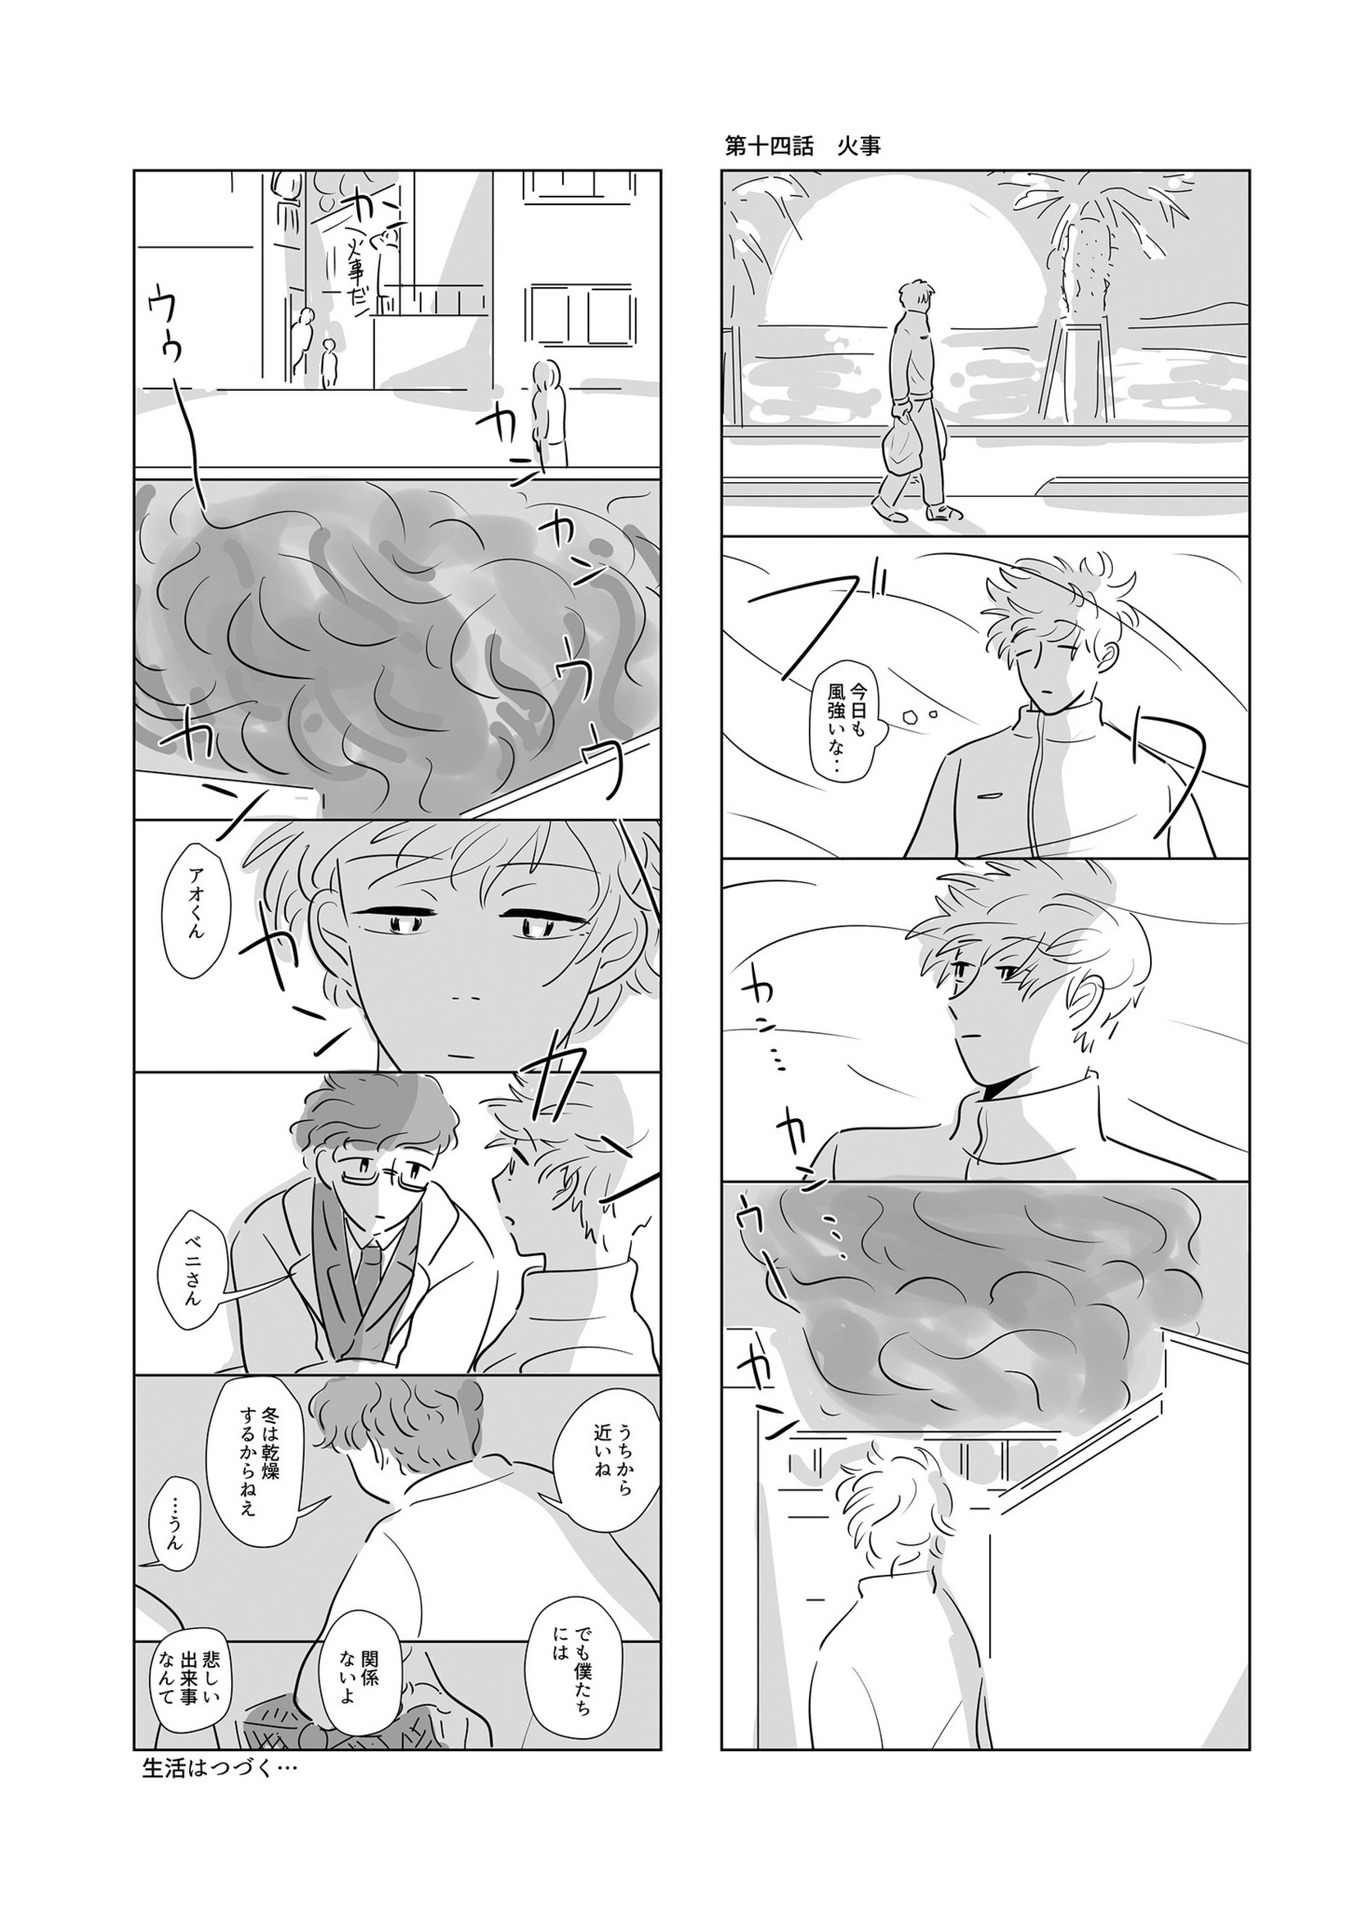 第十四話　火事
ブ
ワ
今日も
風強いな…
カ
ン…
カ
ン…
ウー
カ
ン
カン
カン
火事だ
ウゥー
カ
ン
カ
ン
ウ
ウ
カ
ン
アオくん
カ
ン
カ
ン
ベニさん
うちから
近いね
冬は乾燥
するからねえ
…うん
でも僕たち
には
関係
ないよ
悲しい
出来事
なんて
生活はつづく…